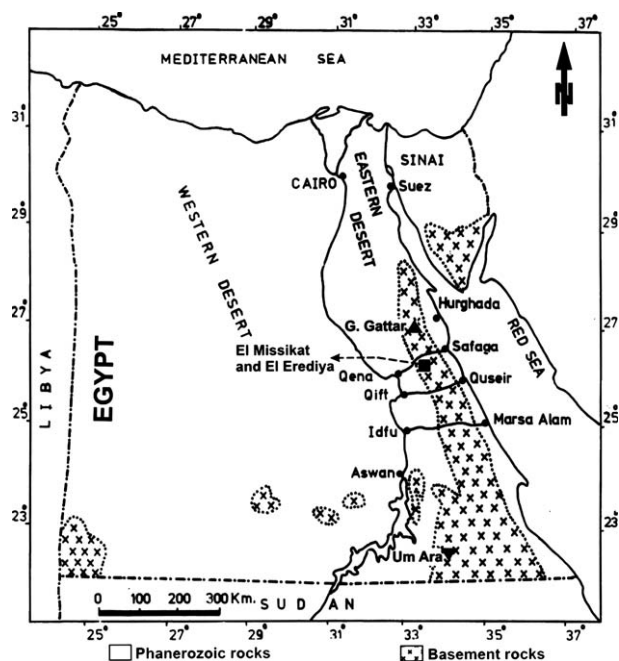 25° 27° 29° 31° 33° 35° 37°
MEDITERRANEAN SEA
N
31° 31°
SINAI
CAIRO
Suez
EASTERN
DESERT
29° 29°
WESTERN
DESERT
27° 27°
Hurghada
G. Gattar
RED SEA
Safaga
El Missikat
and El Erediya
Qena
Quseir
Qift
LIBYA
EGYPT
25° 25°
Marsa Alam
Idfu
Aswan
23° 23°
Um Ara
0 100 200 300 Km.
SUDAN
25° 27° 29° 31° 33° 35°
Phanerozoic rocks
Basement rocks